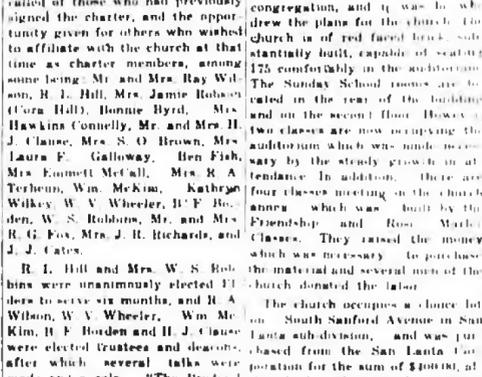 called of those who had previously
signed the charter, and the oppor-
tunity given for others who wished
to affiliate with the church at that
time as charter members, among
some being: Mr and Mrs. Ray Wil-
son, R. I. Hill, Mrs. Jamie Robson
(Cora Hill), Bonnie Byrd, Mrs
Hawkins Connelly, Mr. and Mrs. H.
J. Clause, Mrs. S. O. Brown, Mrs
Laura F. Galloway, Ben Fish,
Mrs Emmett McCall, Mrs. R A
Terheun, Wm. McKim, Kathryn
Wilkey, W. V. Wheeler, B F Bo-
den, W. S. Robbins, Mr. and Mrs
R. G. Fox, Mrs. J. R. Richards, and
J. J. Cates.
R. I. Hill and Mrs. W. S. Rob-
bins were unanimously elected El
ders to serve six months, and R. A
Wilson, W. V. Wheeler, Wm Mc-
Kim, B. F. Borden and H. J. Clause
were elected Trustees and deacons,
after which several talks were
congregation, and it was he who
drew the plans for the church. The
church is of red faced brick, sub-
stantially built, capable of seating
175 comfortably in the auditorium
The Sunday School rooms are lo-
cated in the rear of the building
and on the second floor. However
two classes are now occupying the
auditorium which was made neces-
sary by the steady growth in at
tendance In addition, there are
four classes meeting in the church
annex which was built by the
Friendship and Rose Marks
Classes. They raised the money
which was necessary to purchase
the material and several men of the
church donated the labor
The church occupies a choice lot
on South Sanford Avenue in San
Lanta sub-division, and was pur
chased from the San Lanta Cor
poration for the sum of